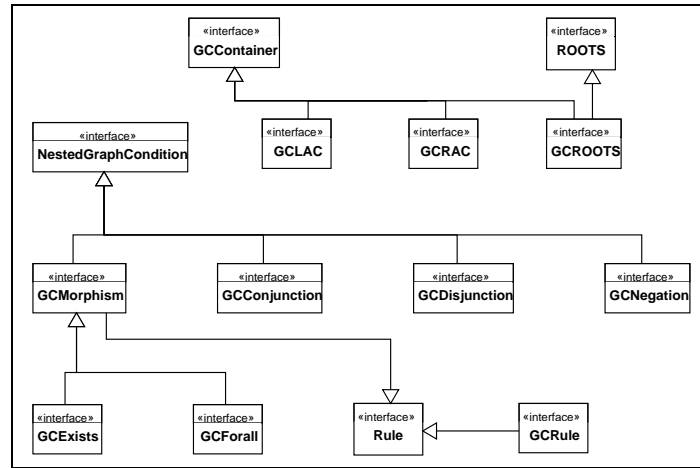 «interface»
GCContainer
«interface»
ROOTS
«interface»
NestedGraphCondition
«interface»
GCLAC
«interface»
GCRAC
«interface»
GCROOTS
«interface»
GCMorphism
«interface»
GCConjunction
«interface»
GCDisjunction
«interface»
GCNegation
«interface»
GCExists
«interface»
GCForall
«interface»
Rule
«interface»
GCRule